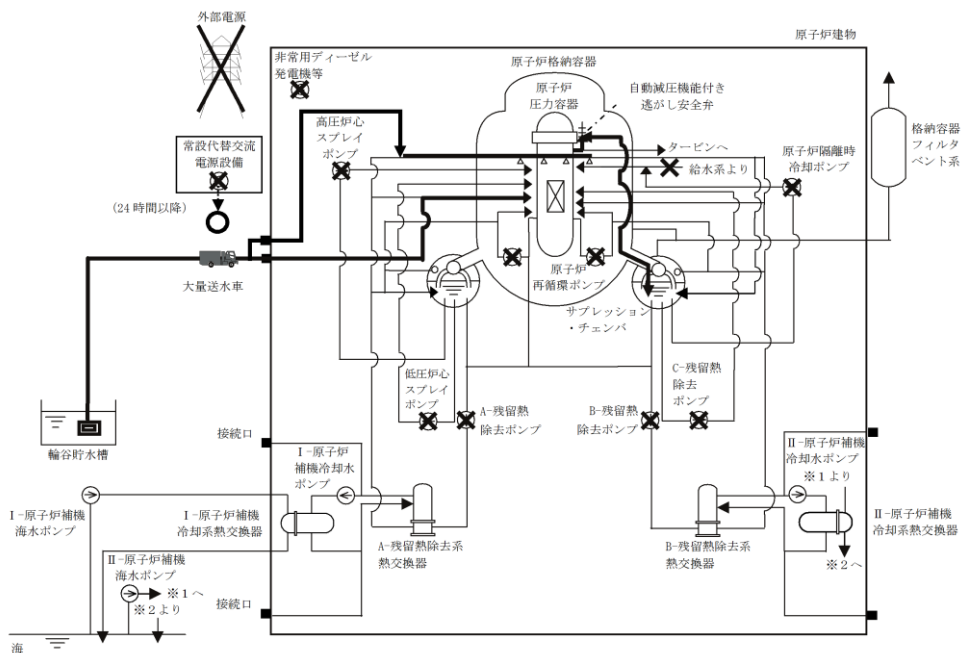 外部電源
原子炉建物
非常用ディーゼル
発電機等
原子炉格納容器
原子炉
圧力容器
自動減圧機能付き
逃がし安全弁
高圧炉心
スプレイ
ポンプ
常設代替交流
電源設備
タービンへ
給水系より
原子炉隔離時
冷却ポンプ
格納容器
フィルタ
ベント系
(24時間以降)
大量送水車
原子炉
再循環ポンプ
サプレッション
・チェンバ
低圧炉心
スプレイ
ポンプ
A-残留熱
除去ポンプ
B-残留熱
除去ポンプ
C-残留熱
除去
ポンプ
輪谷貯水槽
接続口
Ⅰ-原子炉
補機冷却水
ポンプ
Ⅱ-原子炉補機
冷却水ポンプ
※1より
Ⅰ-原子炉補機
海水ポンプ
Ⅰ-原子炉補機
冷却系熱交換器
A-残留熱除去系
熱交換器
B-残留熱除去系
熱交換器
Ⅱ-原子炉補機
冷却系熱交換器
※2へ
Ⅱ-原子炉補機
海水ポンプ
※1へ
※2より
接続口
海